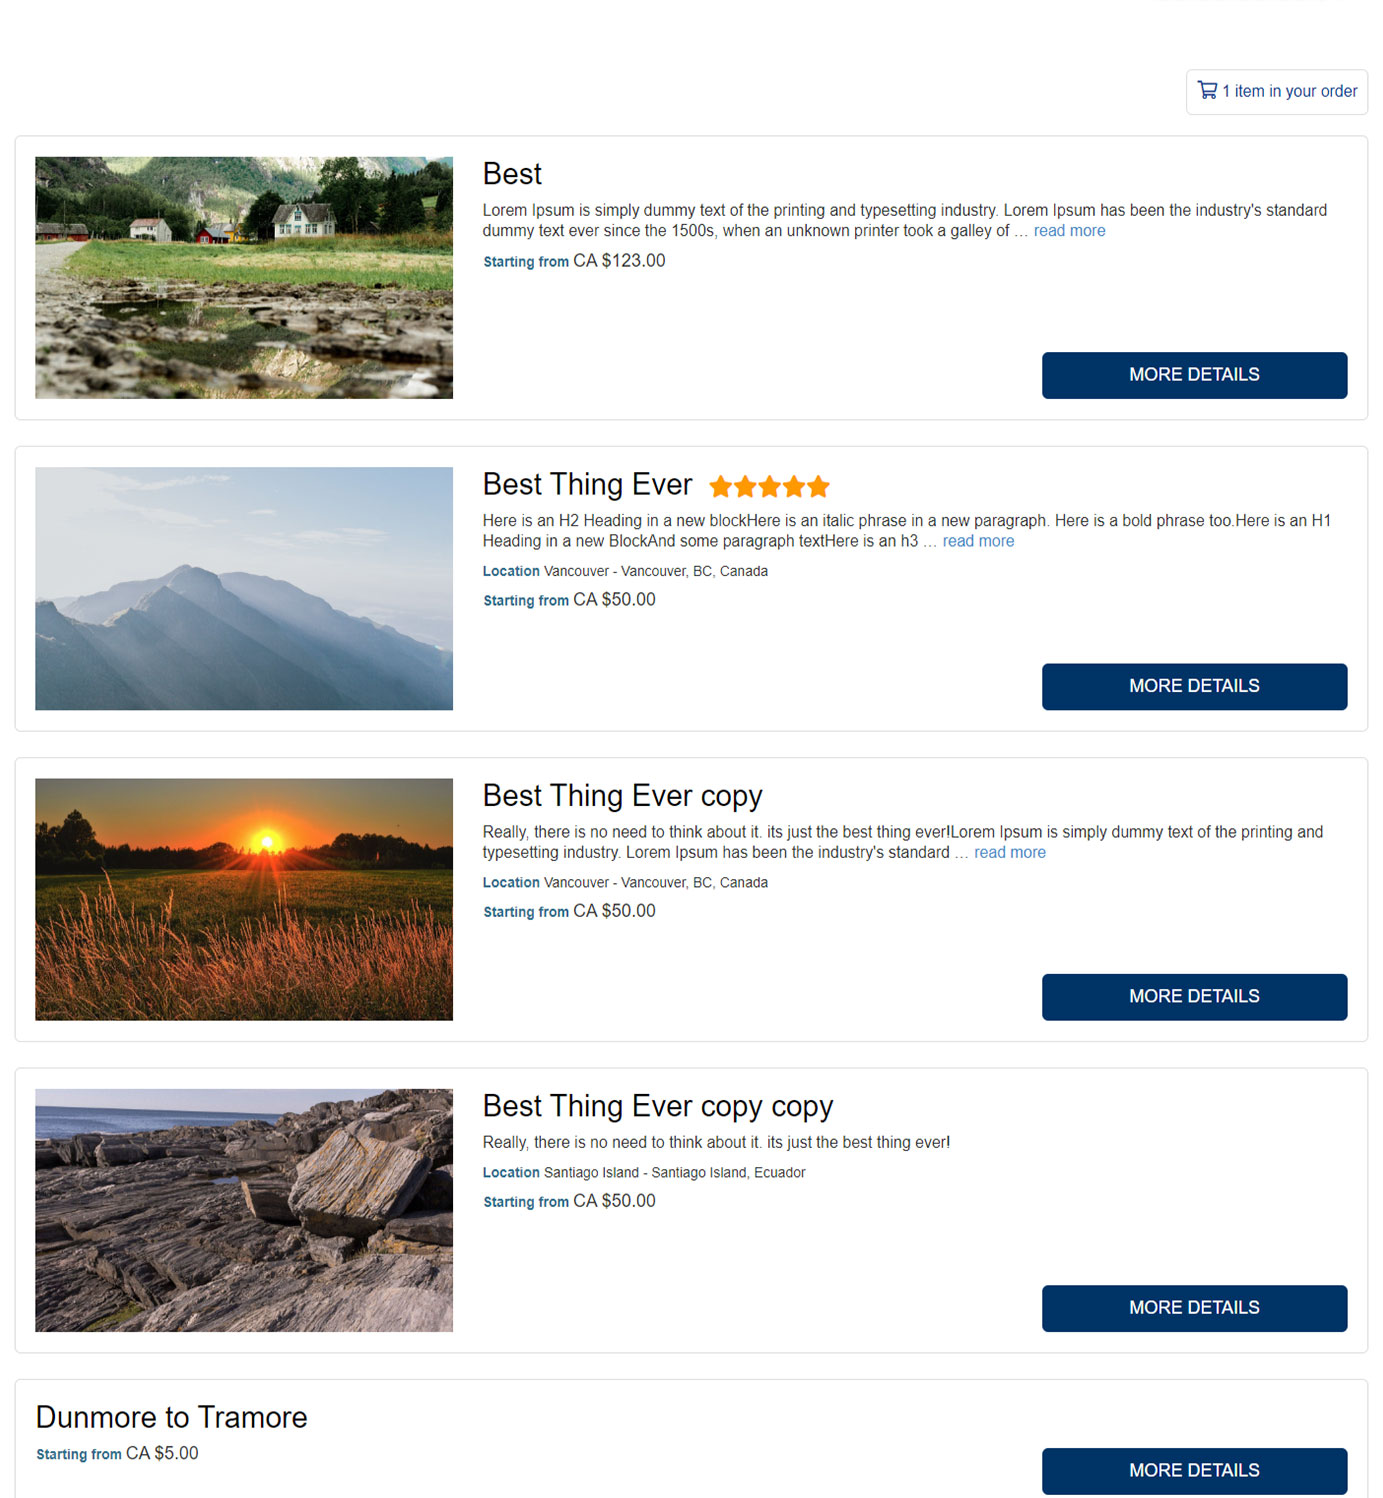 1 item in your order
Best
Lorem Ipsum is simply dummy text of the printing and typesetting industry. Lorem Ipsum has been the industry's standard
dummy text ever since the 1500s, when an unknown printer took a galley of ... read more
Starting from CA $123.00
MORE DETAILS
Best Thing Ever
Here is an H2 Heading in a new blockHere is an italic phrase in a new paragraph. Here is a bold phrase too.Here is an H1
Heading in a new BlockAnd some paragraph textHere is an h3 ... read more
Location Vancouver - Vancouver, BC, Canada
Starting from CA $50.00
MORE DETAILS
Best Thing Ever copy
Really, there is no need to think about it. its just the best thing ever!Lorem Ipsum is simply dummy text of the printing and
typesetting industry. Lorem Ipsum has been the industry's standard ... read more
Location Vancouver - Vancouver, BC, Canada
Starting from CA $50.00
MORE DETAILS
Best Thing Ever copy copy
Really, there is no need to think about it. its just the best thing ever!
Location Santiago Island - Santiago Island, Ecuador
Starting from CA $50.00
MORE DETAILS
Dunmore to Tramore
Starting from CA $5.00
MORE DETAILS